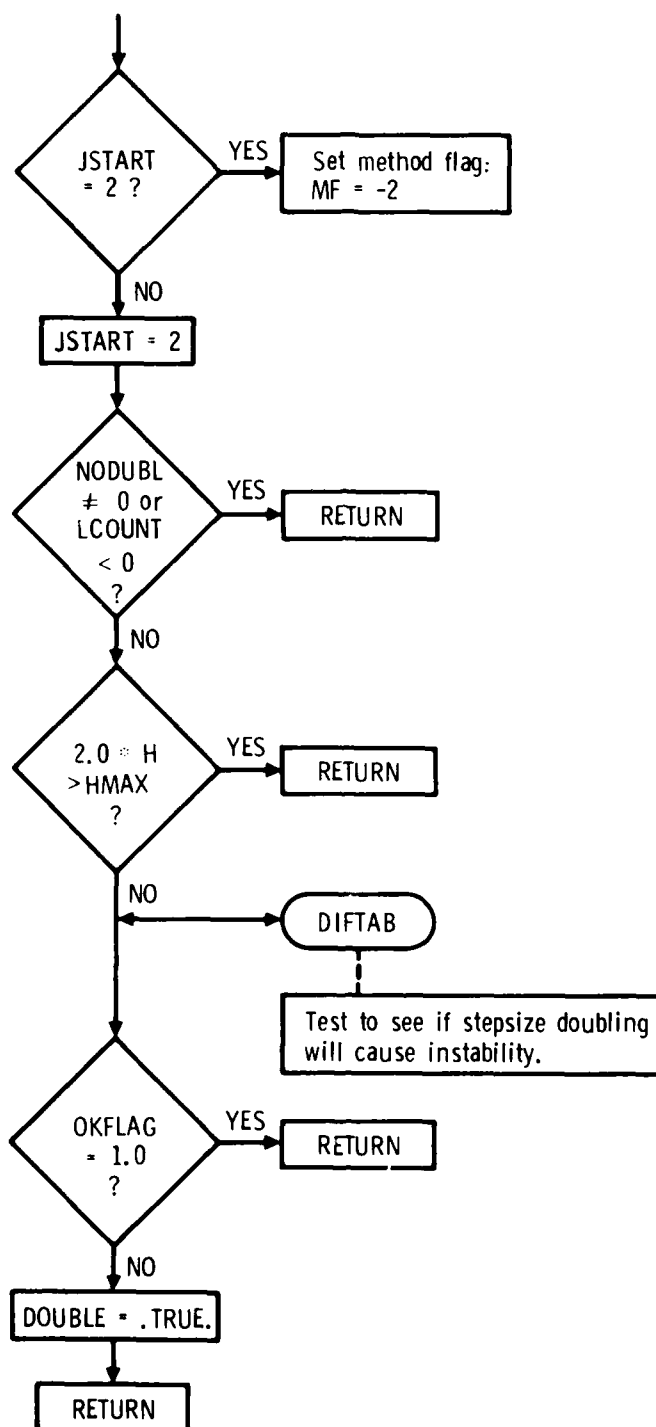 JSTART
= 2 ?
YES
Set method flag:
MF = -2
NO
JSTART = 2
NODUBL
≠ 0 or
LCOUNT
< 0
?
YES
RETURN
NO
2.0 * H
>HMAX
?
YES
RETURN
NO
DIFTAB
Test to see if stepsize doubling
will cause instability.
OKFLAG
= 1.0
?
YES
RETURN
NO
DOUBLE = .TRUE.
RETURN